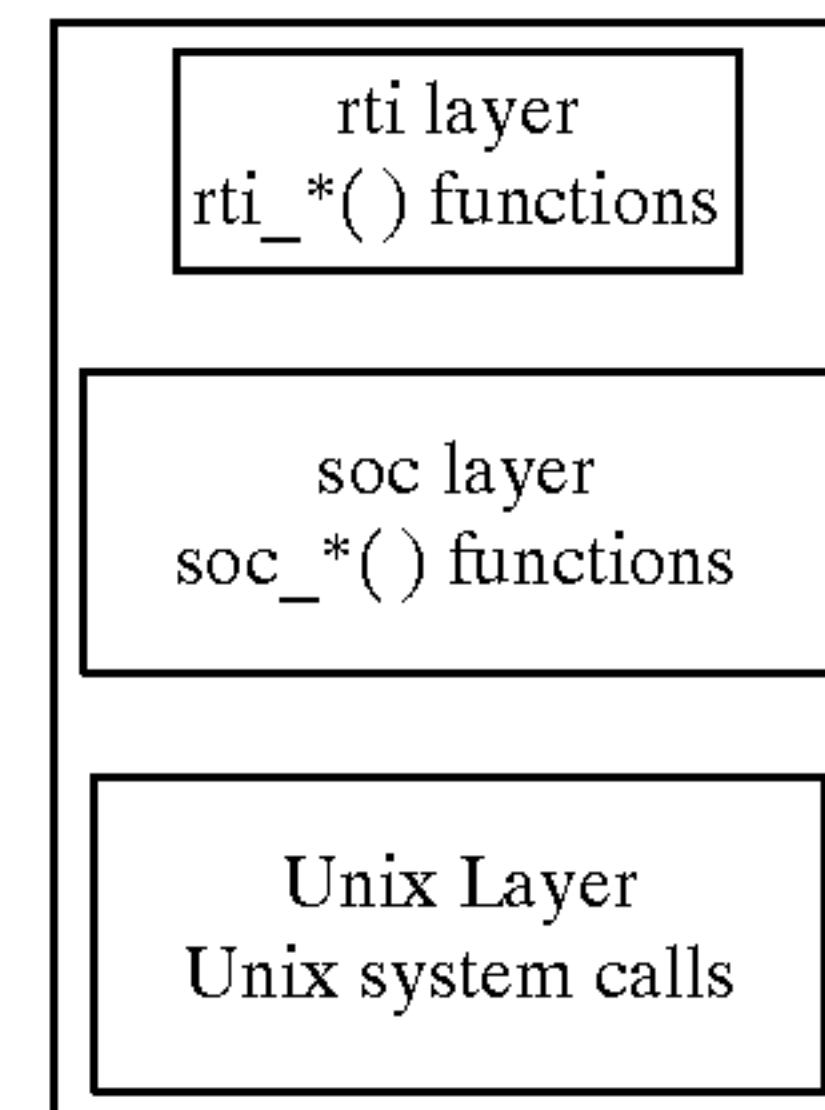 rti layer
rti_*( ) functions
soc layer
soc_*( ) functions
Unix Layer
Unix system calls